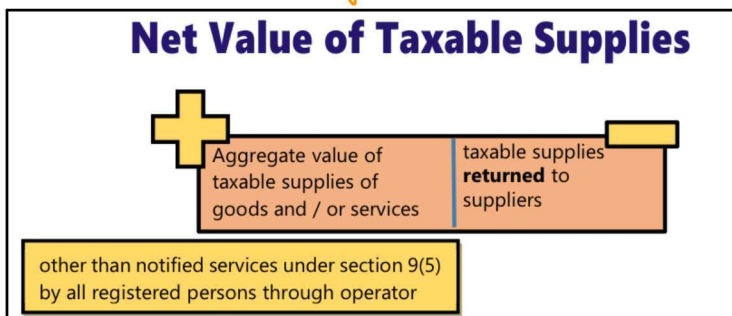 Net Value of Taxable Supplies
Aggregate value of
taxable supplies of
goods and / or services
taxable supplies
returned to
suppliers
other than notified services under section 9(5)
by all registered persons through operator